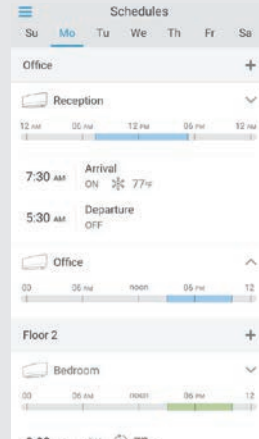 Schedules
Su Mo Tu We Th Fr Sa
Office
Reception
12 AM 06 AM 12 PM 06 PM 12 AM
7:30 AM Arrival
ON 77°F
5:30 AM Departure
OFF
Office
00 06 AM noon 06 PM 12
Floor 2
Bedroom
00 06 AM noon 06 PM 12